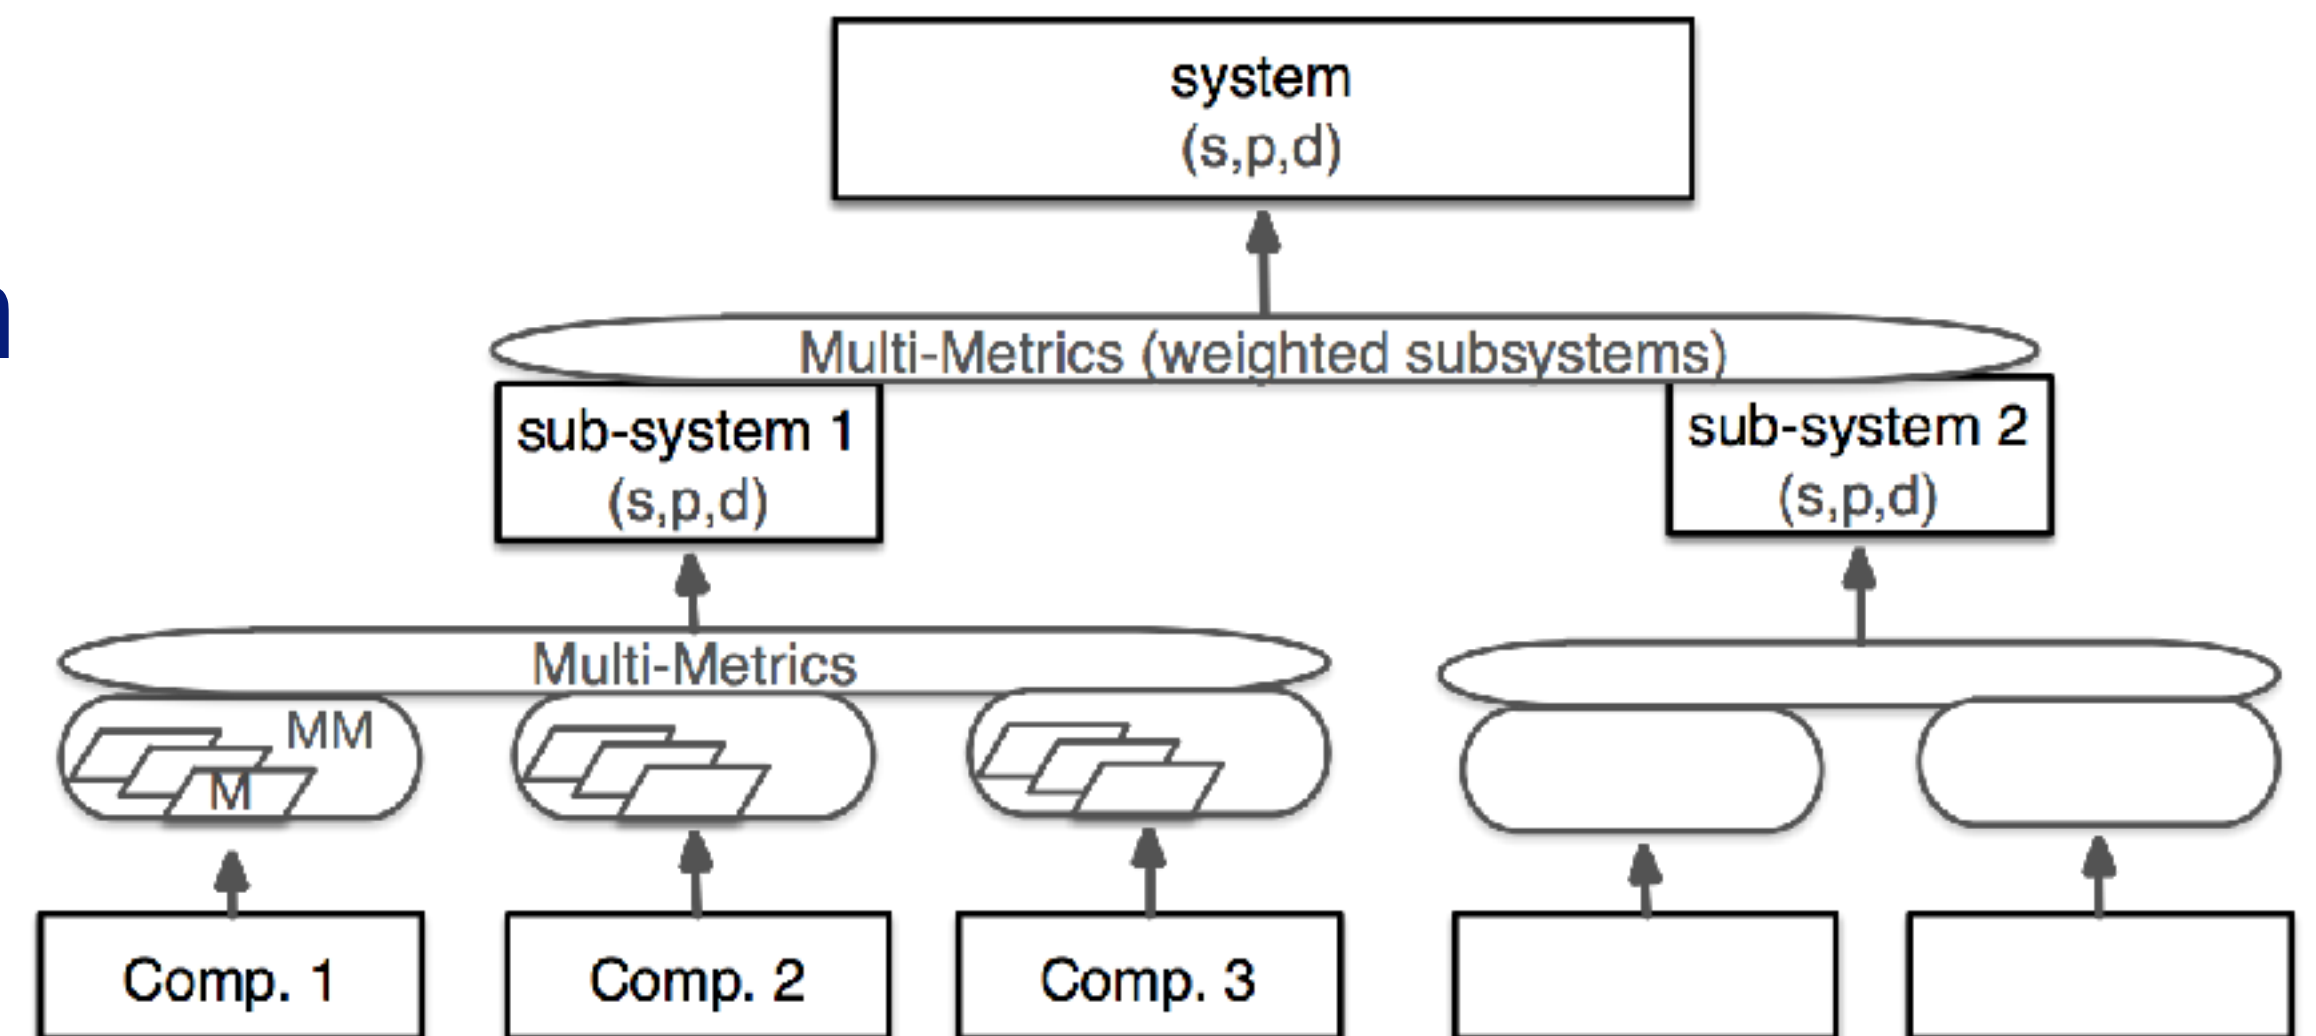 system
(s,p,d)
Multi-Metrics (weighted subsystems)
sub-system 1
(s,p,d)
sub-system 2
(s,p,d)
Multi-Metrics
MM
M
Comp. 1
Comp. 2
Comp. 3